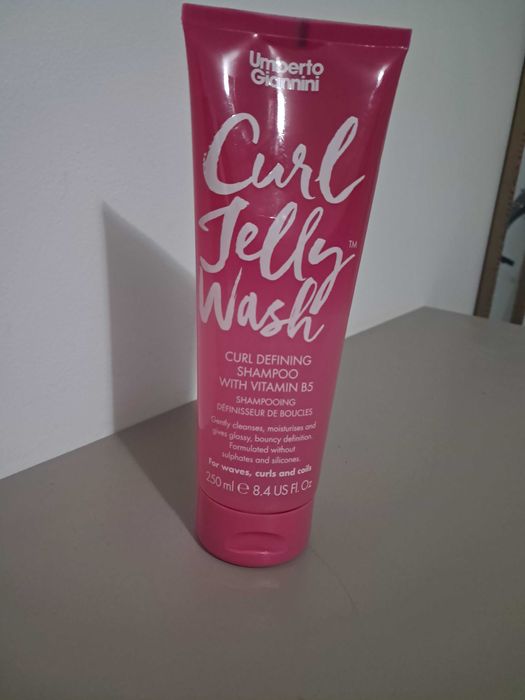 Umberto
Giannini
Curl
Jelly™
Wash
CURL DEFINING
SHAMPOO
WITH VITAMIN B5
SHAMPOOING
DÉFINISSEUR DE BOUCLES
Gently cleanses, moisturises and
gives glossy, bouncy definition.
Formulated without
sulphates and silicones.
For waves, curls and coils
250 ml ℮ 8.4 US Fl. Oz